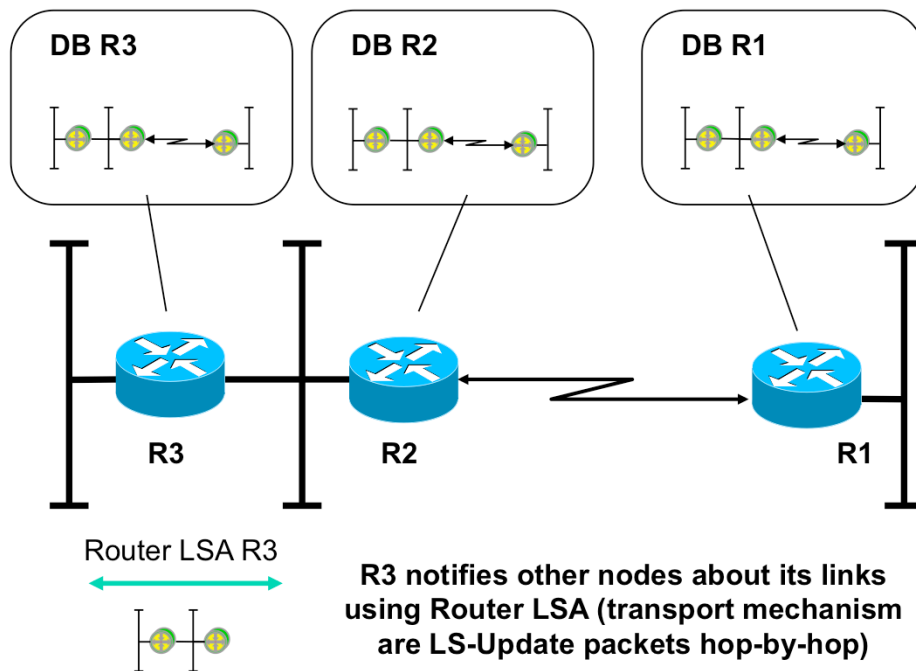 DB R3
DB R2
DB R1
R3
R2
R1
Router LSA R3
R3 notifies other nodes about its links
using Router LSA (transport mechanism
are LS-Update packets hop-by-hop)